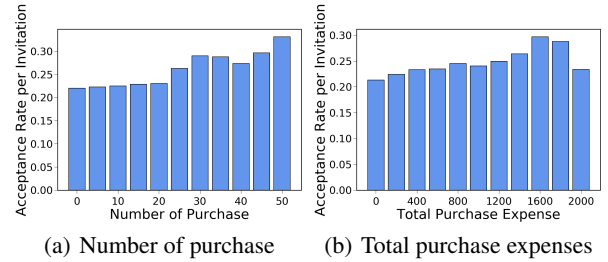 Acceptance Rate per Invitation
0.30
0.25
0.20
0.15
0.10
0.05
0.00
0 10 20 30 40 50
Number of Purchase
(a) Number of purchase
Acceptance Rate per Invitation
0.30
0.25
0.20
0.15
0.10
0.05
0.00
0 400 800 1200 1600 2000
Total Purchase Expense
(b) Total purchase expenses